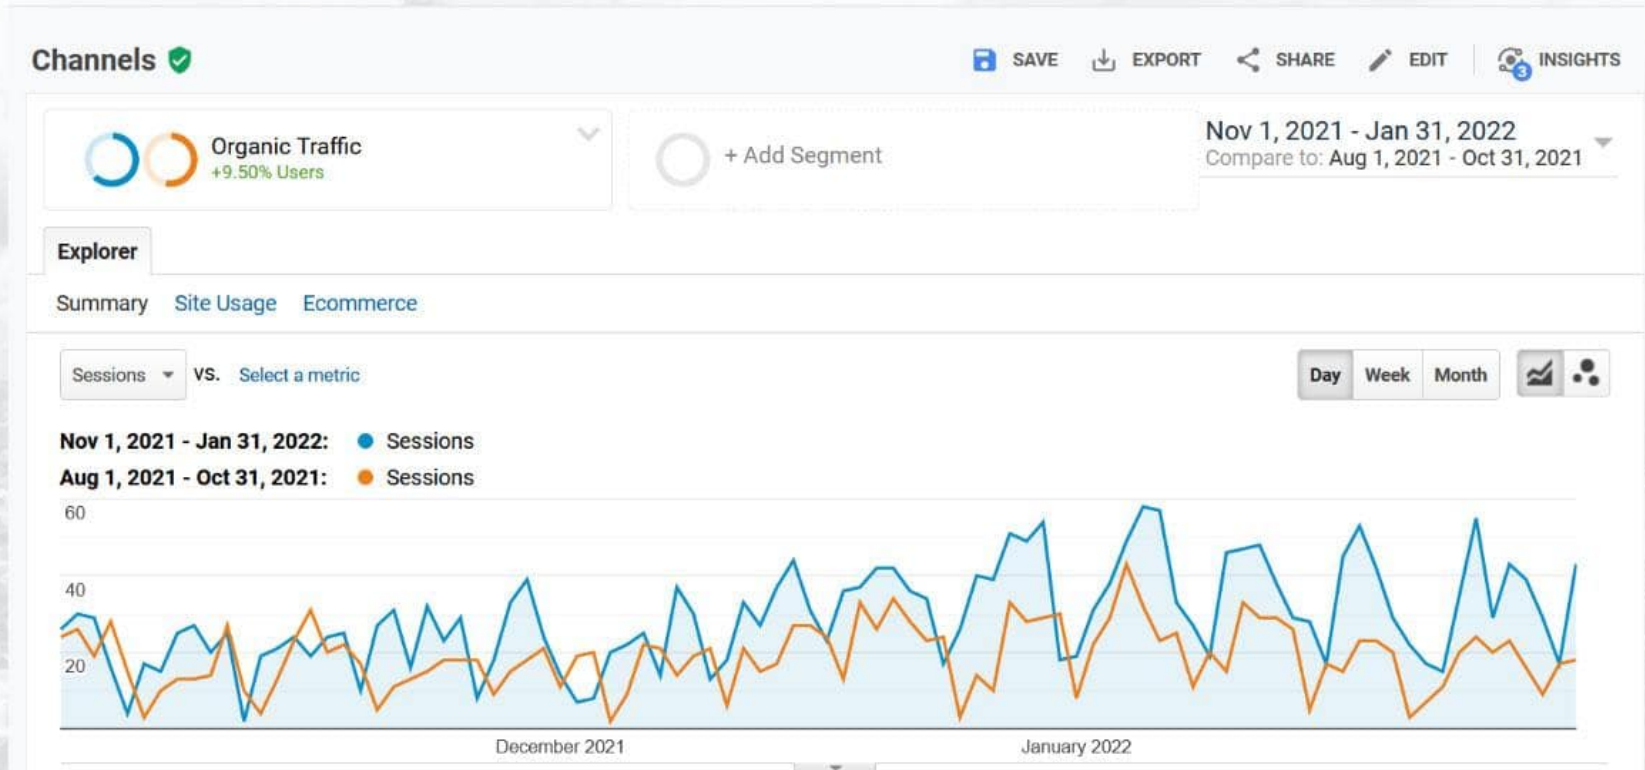 Channels
SAVE EXPORT SHARE EDIT 3 INSIGHTS
Organic Traffic
+9.50% Users
+ Add Segment
Nov 1, 2021 - Jan 31, 2022
Compare to: Aug 1, 2021 - Oct 31, 2021
Explorer
Summary Site Usage Ecommerce
Sessions VS. Select a metric
Day Week Month
Nov 1, 2021 - Jan 31, 2022: Sessions
Aug 1, 2021 - Oct 31, 2021: Sessions
60
40
20
December 2021 January 2022